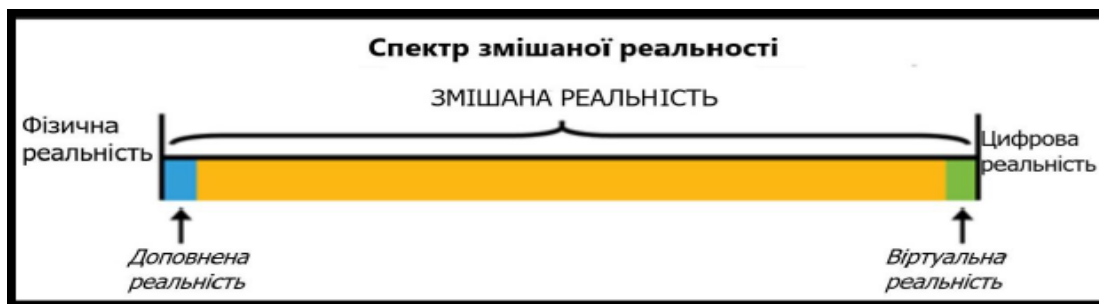 Спектр змішаної реальності
ЗМІШАНА РЕАЛЬНІСТЬ
Фізична
реальність
Цифрова
реальність
Доповнена
реальність
Віртуальна
реальність